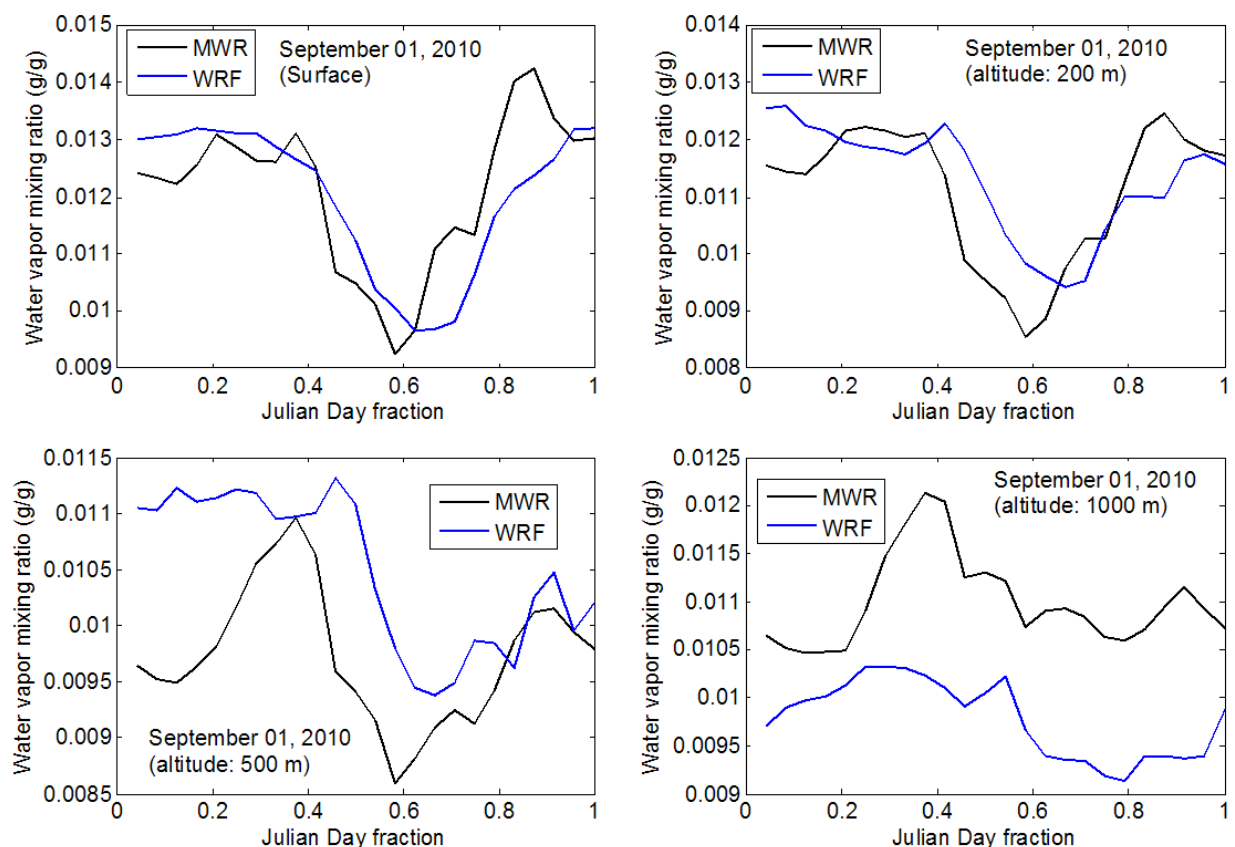 0.015
0.014
0.013
0.012
0.011
0.01
0.009
0
0.2
0.4
0.6
0.8
1
Water vapor mixing ratio (g/g)
Julian Day fraction
MWR
WRF
September 01, 2010
(Surface)
0.014
0.013
0.012
0.011
0.01
0.009
0.008
0
0.2
0.4
0.6
0.8
1
Water vapor mixing ratio (g/g)
Julian Day fraction
MWR
WRF
September 01, 2010
(altitude: 200 m)
0.0115
0.011
0.0105
0.01
0.0095
0.009
0.0085
0
0.2
0.4
0.6
0.8
1
Water vapor mixing ratio (g/g)
Julian Day fraction
MWR
WRF
September 01, 2010
(altitude: 500 m)
0.0125
0.012
0.0115
0.011
0.0105
0.01
0.0095
0.009
0
0.2
0.4
0.6
0.8
1
Water vapor mixing ratio (g/g)
Julian Day fraction
MWR
WRF
September 01, 2010
(altitude: 1000 m)